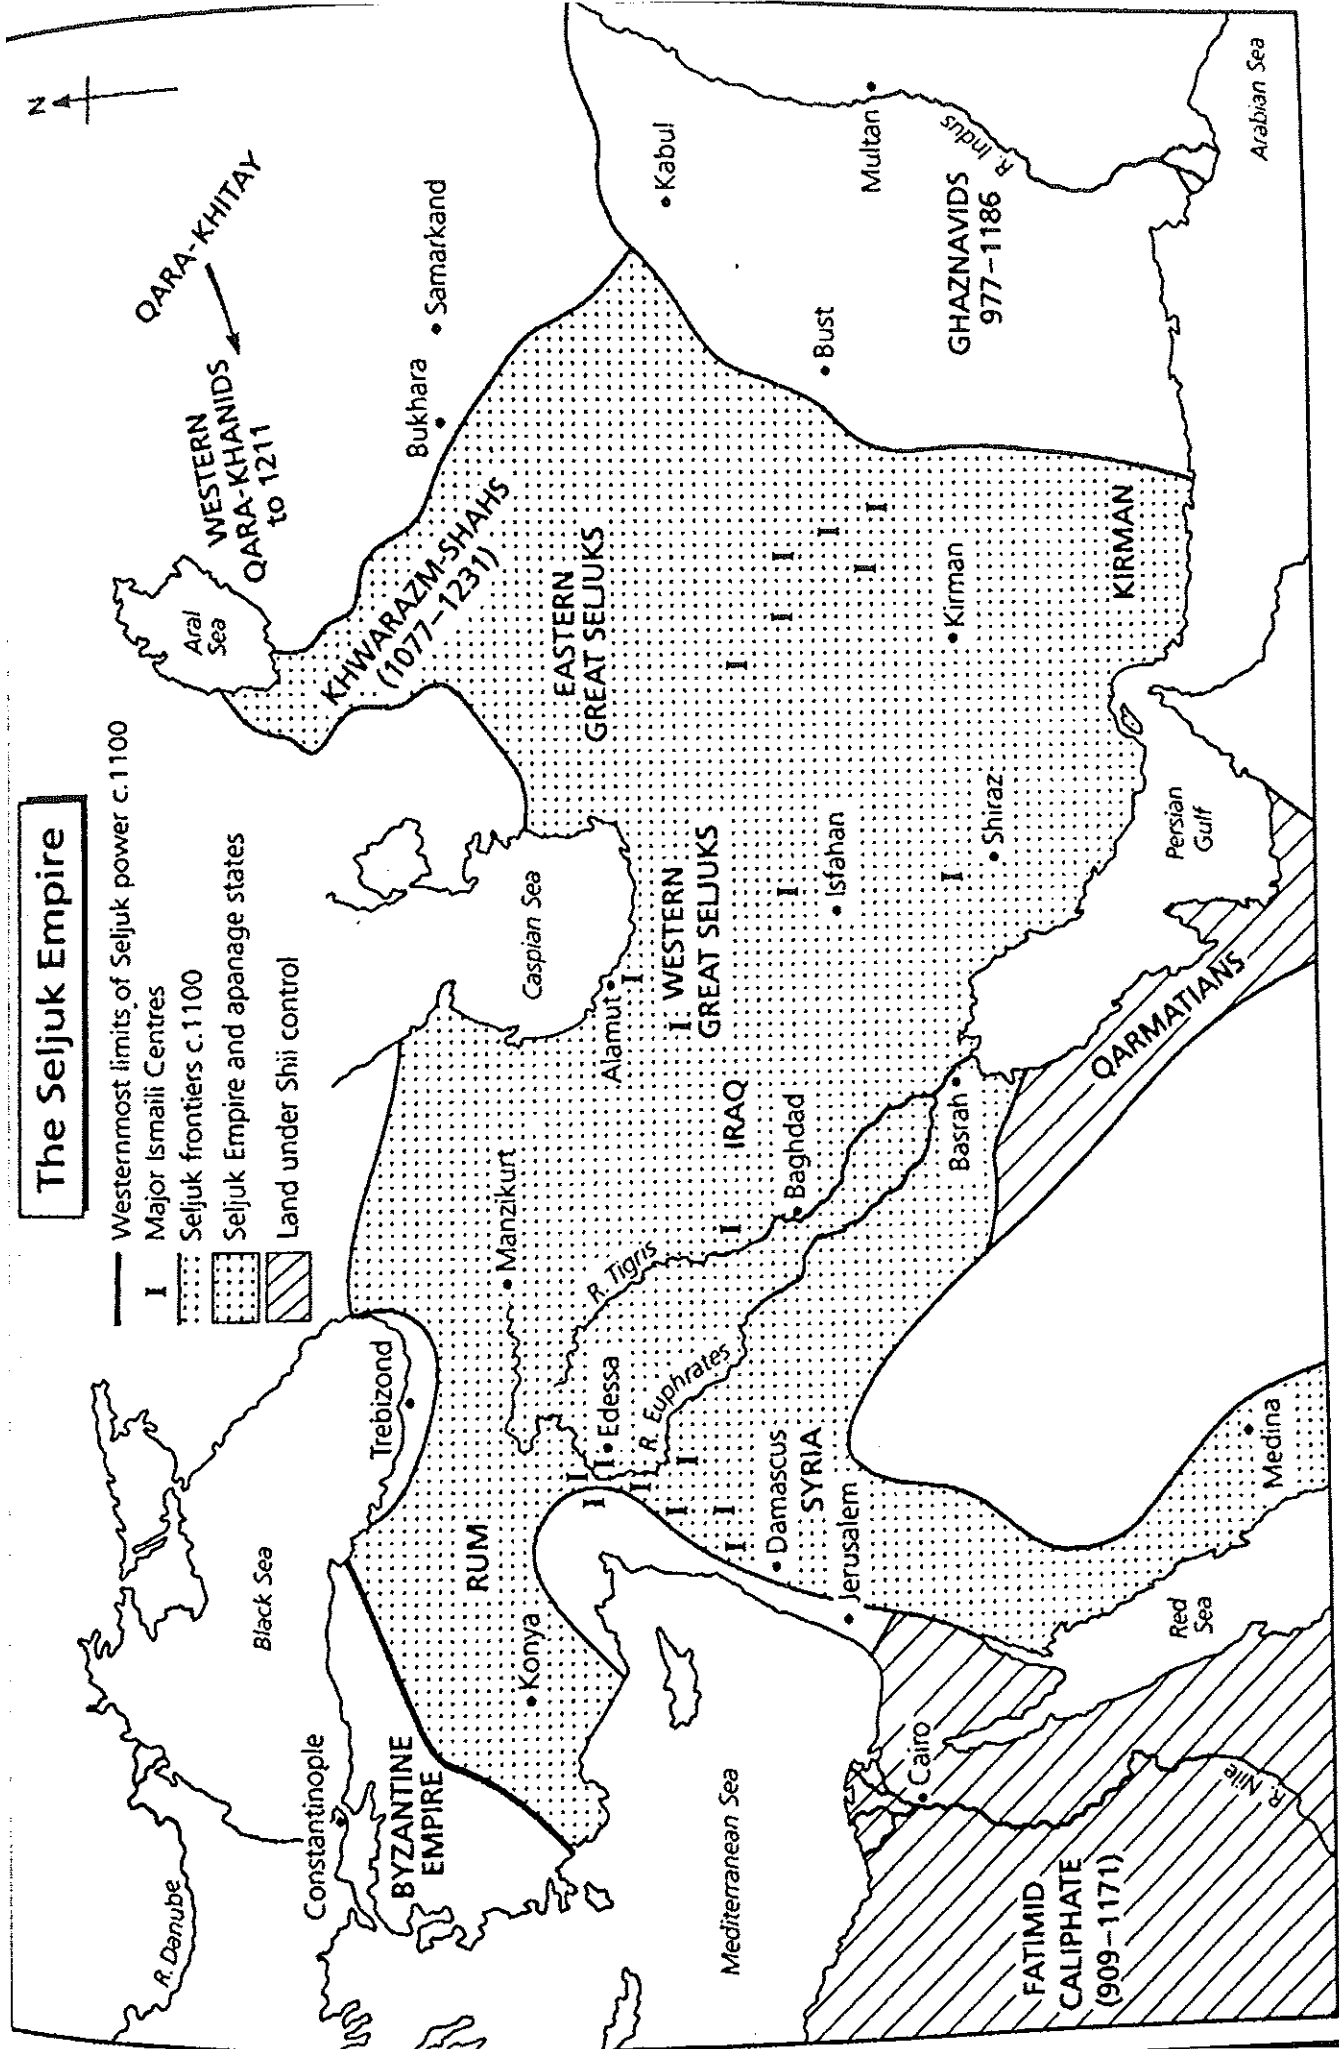 The Seljuk Empire
Westernmost limits of Seljuk power c.1100
I Major Ismaili Centres
Seljuk frontiers c.1100
Seljuk Empire and apanage states
Land under Shii control
N
QARA-KHITAY
WESTERN
QARA-KHANIDS
to 1211
Aral
Sea
R. Danube
Black Sea
Constantinople
BYZANTINE
EMPIRE
Trebizond
Caspian Sea
KHWARAZM-SHAHS
(1077–1231)
Bukhara
Samarkand
Konya
RUM
Manzikurt
EASTERN
GREAT SELJUKS
Kabul
Edessa
R. Tigris
R. Euphrates
Alamut
I
I
I
I
I
I
I
I
I
I
WESTERN
GREAT SELJUKS
I
I
IRAQ
Baghdad
I
I
I
I
I
I
I
Isfahan
Bust
Multan
R. Indus
Mediterranean Sea
Damascus
SYRIA
Jerusalem
Basrah
I
Shiraz
Kirman
GHAZNAVIDS
977–1186
Cairo
KIRMAN
QARMATIANS
Persian
Gulf
FATIMID
CALIPHATE
(909–1171)
R. Nile
Red
Sea
Medina
Arabian Sea